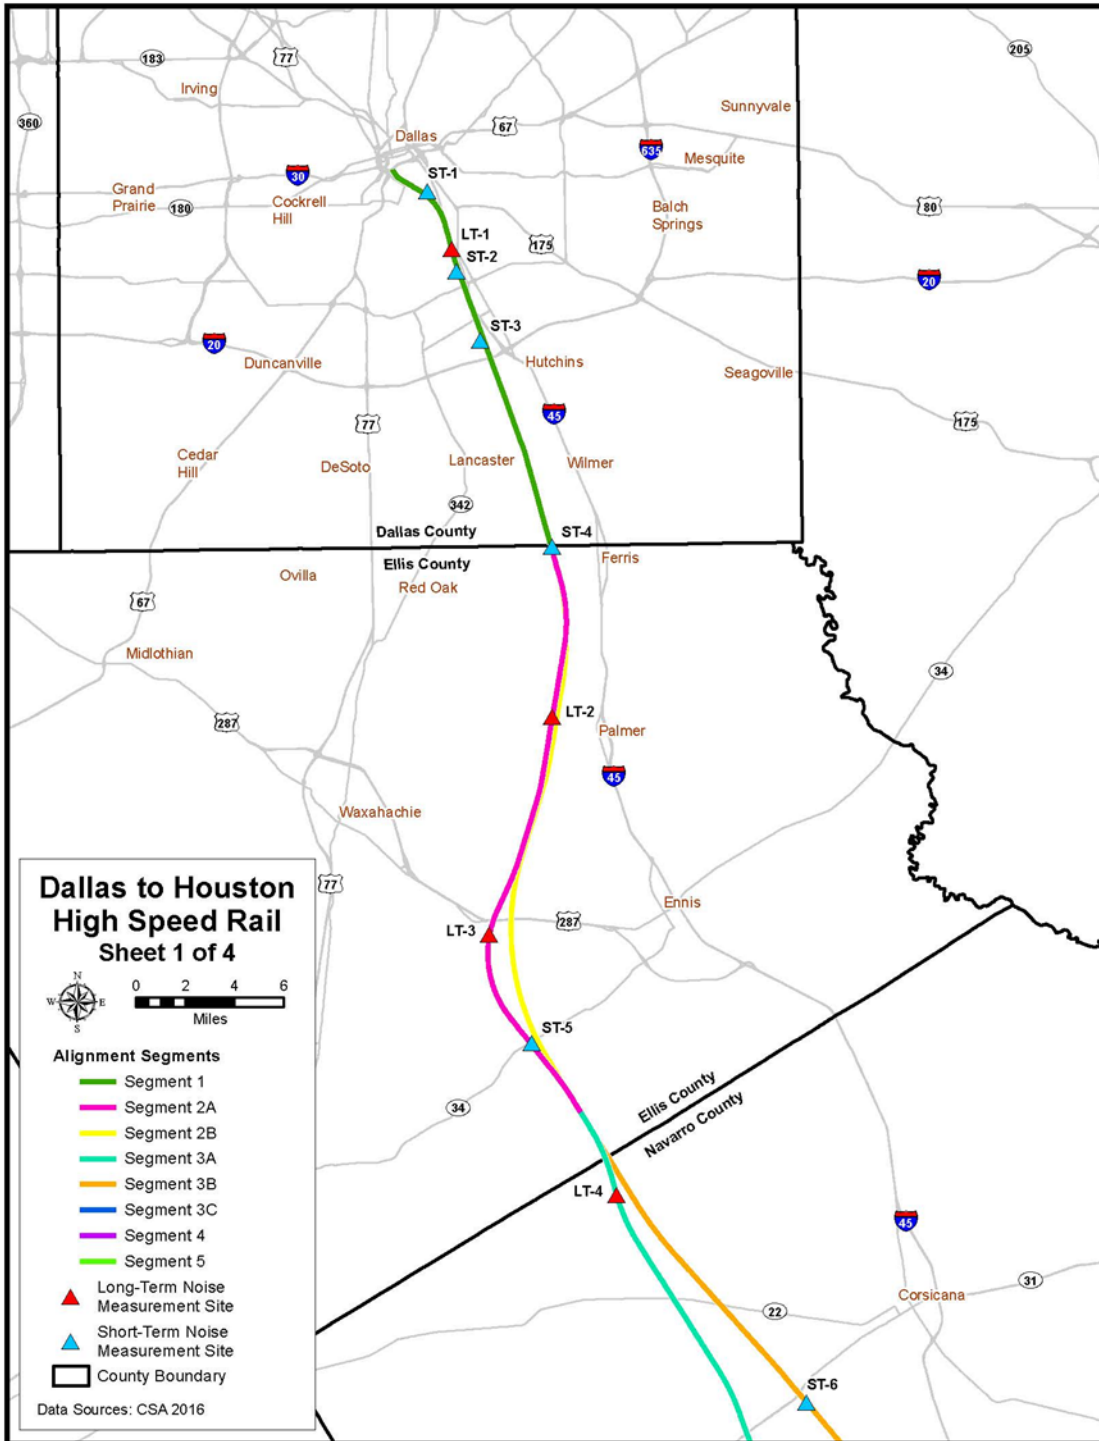 205
183
77
Irving
Sunnyvale
360
67
Dallas
635
Mesquite
ST-1
30
Grand
Prairie
180
Cockrell
Hill
Balch
Springs
80
LT-1
175
ST-2
20
ST-3
20
Duncanville
Hutchins
Seagoville
45
77
175
Cedar
Hill
DeSoto
Lancaster
Wilmer
342
Dallas County
ST-4
Ellis County
Ferris
Ovilla
Red Oak
67
Midlothian
34
287
LT-2
Palmer
45
Waxahachie
Dallas to Houston
High Speed Rail
Sheet 1 of 4
77
Ennis
287
LT-3
N
W E
S
0 2 4 6
Miles
ST-5
Alignment Segments
Segment 1
Segment 2A
Segment 2B
Segment 3A
Segment 3B
Segment 3C
Segment 4
Segment 5
Long-Term Noise
Measurement Site
Short-Term Noise
Measurement Site
County Boundary
Data Sources: CSA 2016
34
Ellis County
Navarro County
LT-4
45
31
Corsicana
22
ST-6